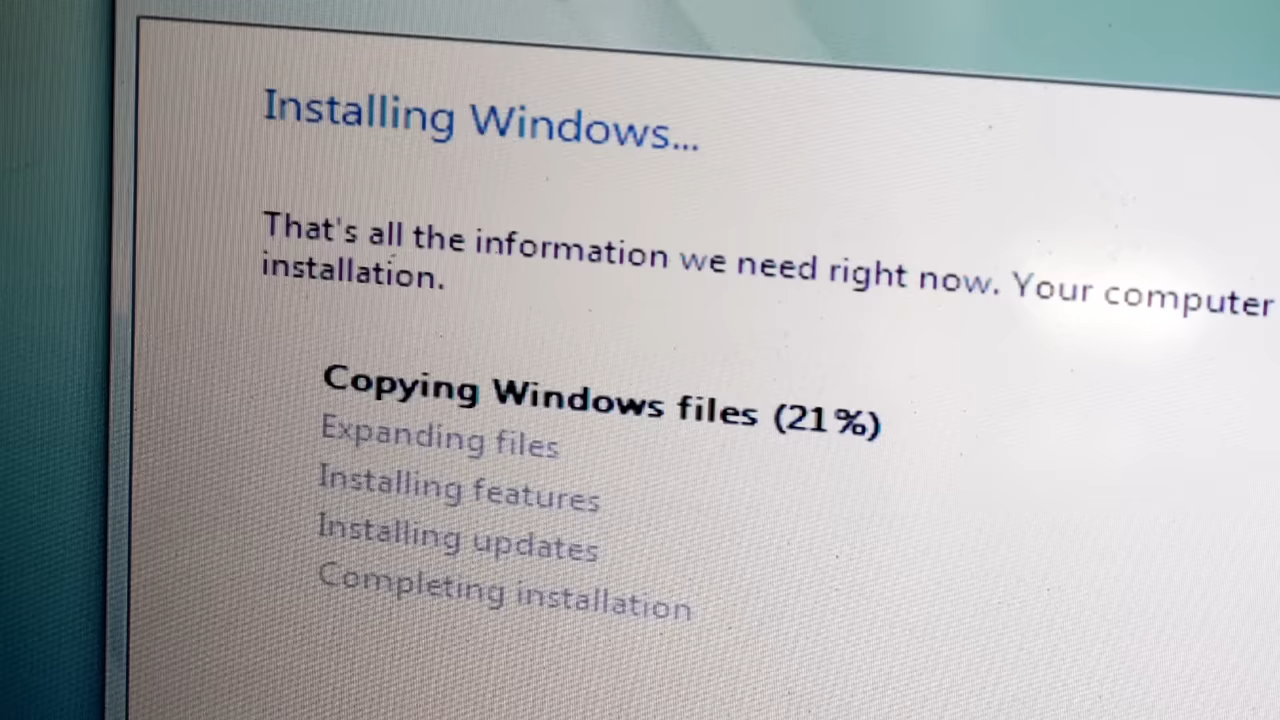 Installing Windows...
That's all the information we need right now. Your computer
installation.
Copying Windows files (21%)
Expanding files
Installing features
Installing updates
Completing installation